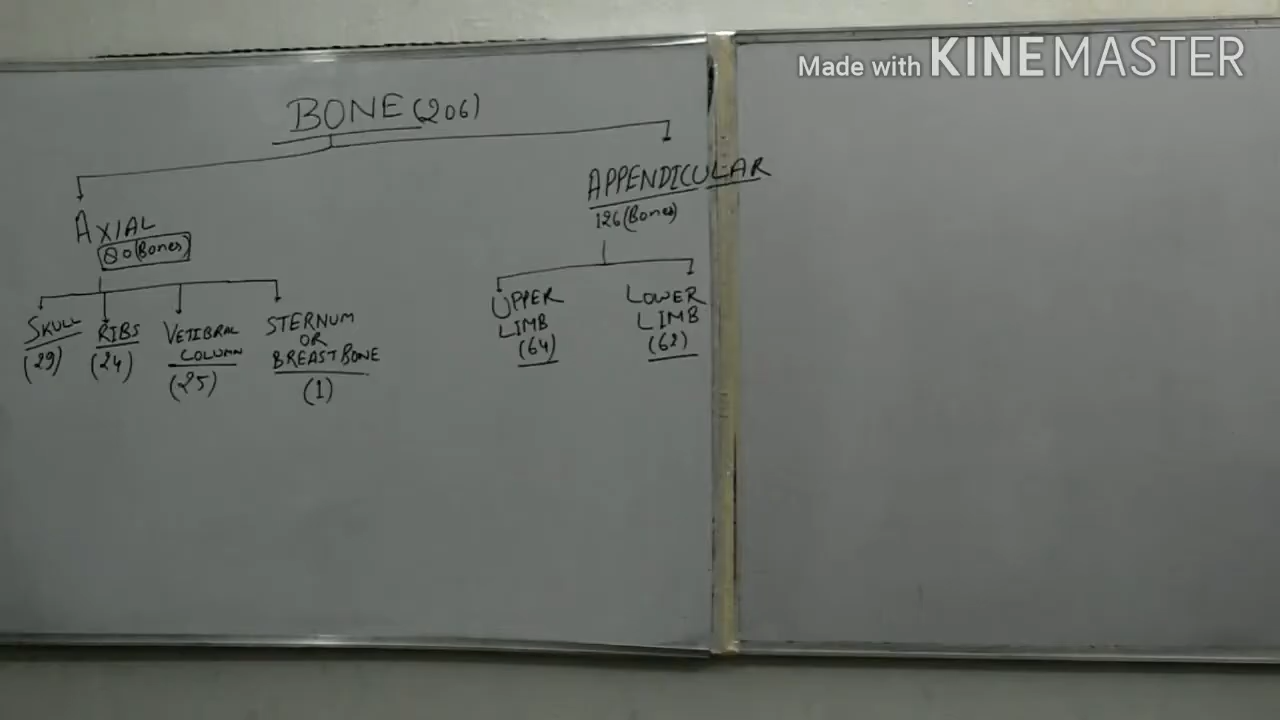 Made with KINEMASTER
BONE (206)
AXIAL
80 (Bones)
APPENDICULAR
126 (Bones)
SKULL
(29)
RIBS
(24)
VETIBRAL
COLUMN
(25)
STERNUM
OR
BREAST BONE
(1)
UPPER
LIMB
(64)
LOWER
LIMB
(62)